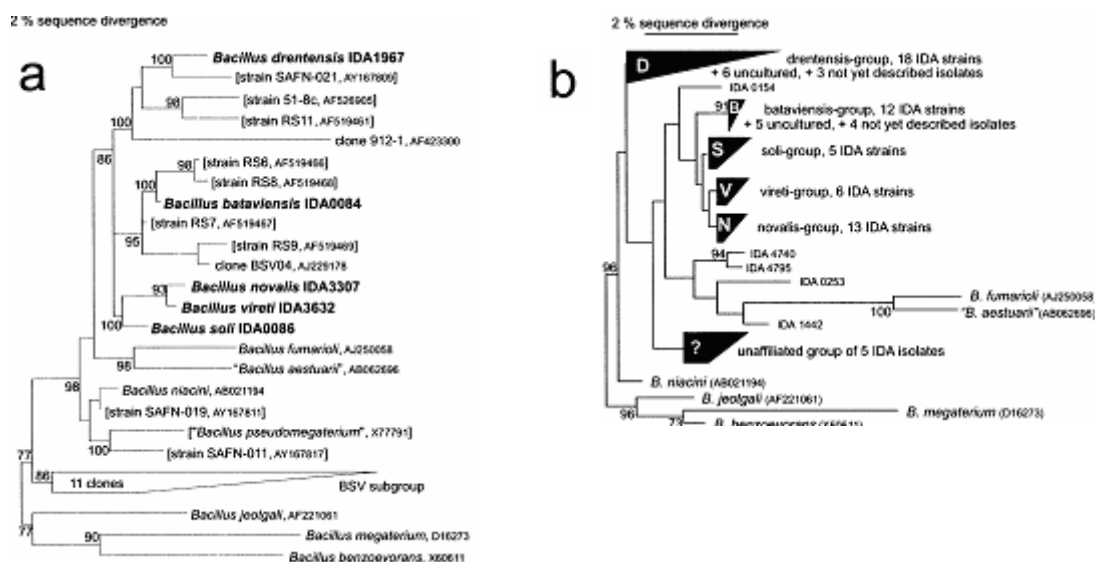 2 % sequence divergence
a
100
Bacillus drentensis IDA1967
[strain SAFN-021, AY167809]
98
[strain 51-8c, AF526905]
[strain RS11, AF519461]
100
clone 912-1, AF423300
86
98
[strain RS6, AF519466]
[strain RS8, AF519468]
100
Bacillus bataviensis IDA0084
[strain RS7, AF519467]
95
[strain RS9, AF519469]
clone BSV04, AJ229178
93
Bacillus novalis IDA3307
Bacillus vireti IDA3632
100
Bacillus soli IDA0086
Bacillus fumarioli, AJ250058
98
"Bacillus aestuarii", AB062696
98
Bacillus niacini, AB021194
[strain SAFN-019, AY167811]
["Bacillus pseudomegaterium", X77791]
100
[strain SAFN-011, AY167817]
77
86
11 clones
BSV subgroup
Bacillus jeotgali, AF221061
77
90
Bacillus megaterium, D16273
Bacillus benzoevorans, X60611
2 % sequence divergence
b
D
drentensis-group, 18 IDA strains
+ 6 uncultured, + 3 not yet described isolates
IDA 0154
91
B
bataviensis-group, 12 IDA strains
+ 5 uncultured, + 4 not yet described isolates
S
soli-group, 5 IDA strains
V
vireti-group, 6 IDA strains
N
novalis-group, 13 IDA strains
94
IDA 4740
IDA 4795
96
IDA 0253
B. fumarioli (AJ250058)
100
"B. aestuarii" (AB062696)
IDA 1442
?
unaffiliated group of 5 IDA isolates
B. niacini (AB021194)
B. jeotgali (AF221061)
96
B. megaterium (D16273)
73
B. benzoevorans (X60611)